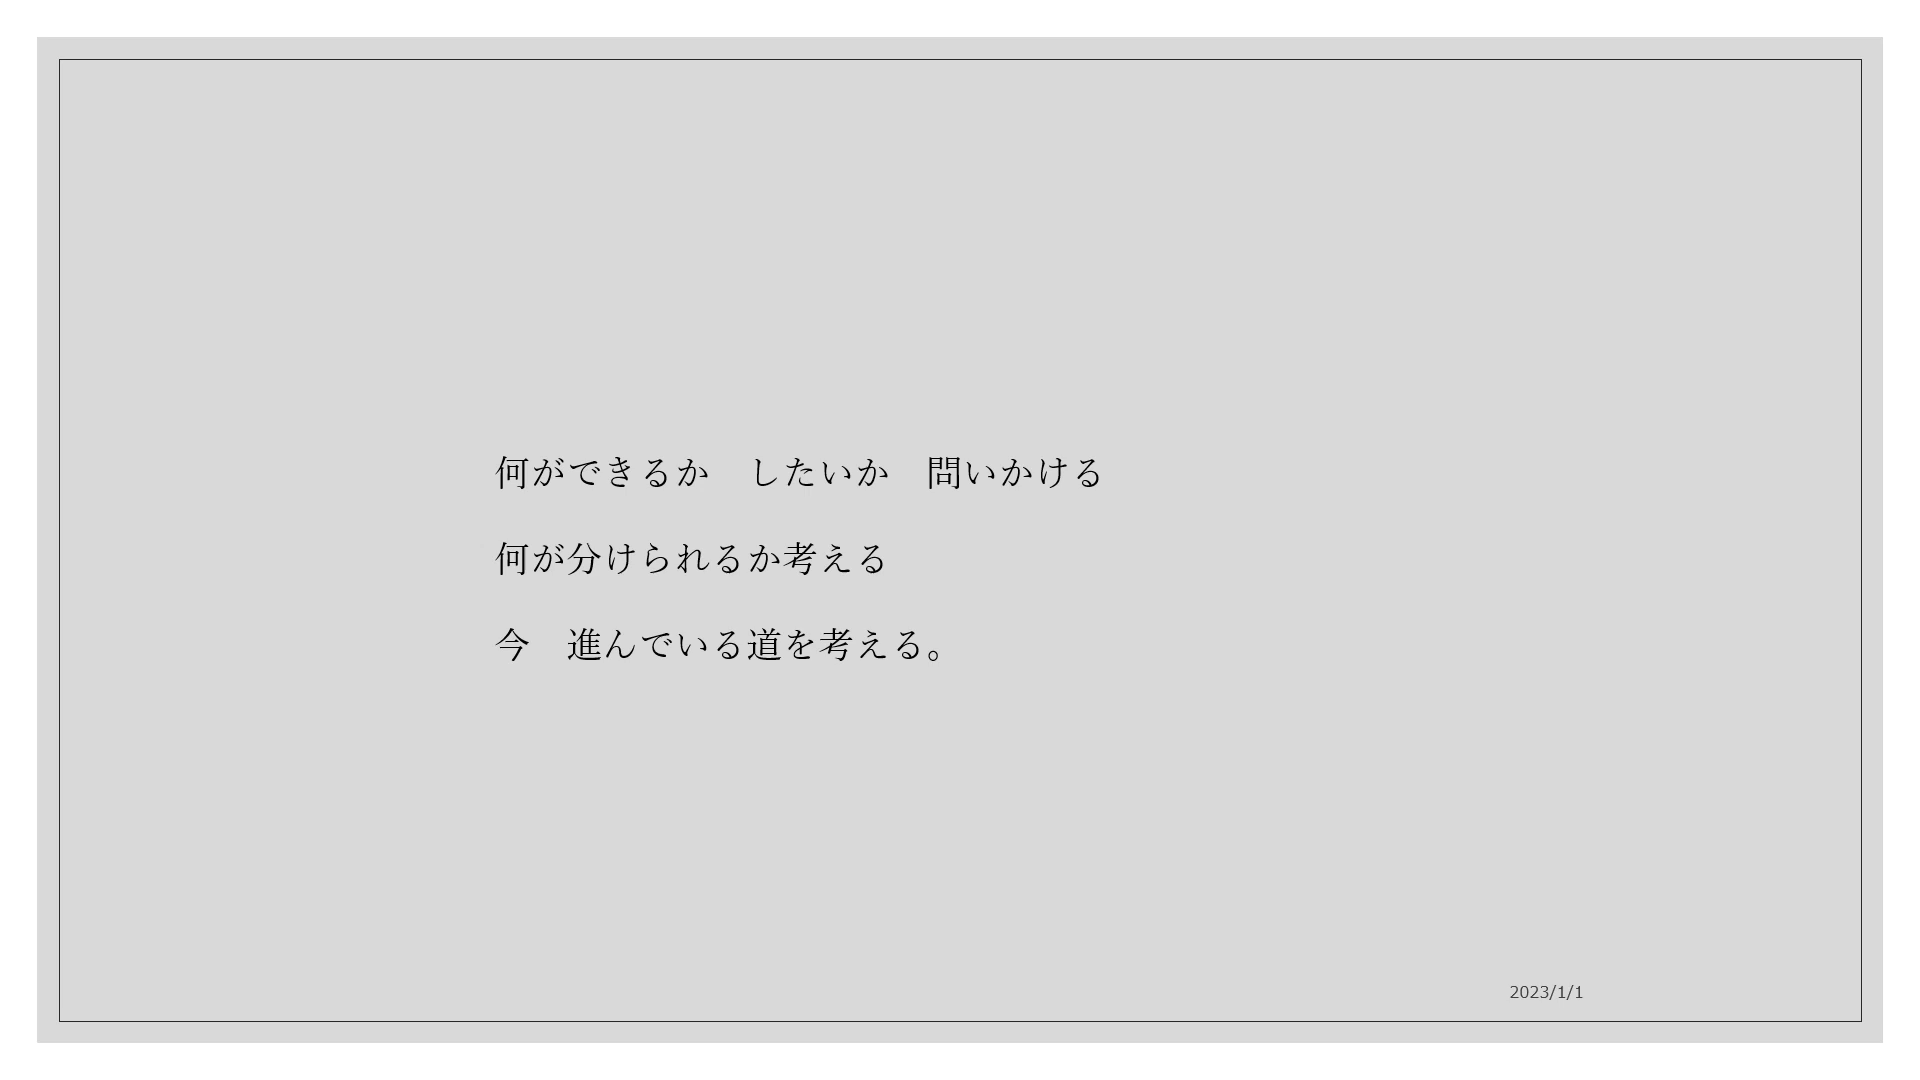 何ができるか　したいか　問いかける
何が分けられるか考える
今　進んでいる道を考える。
2023/1/1